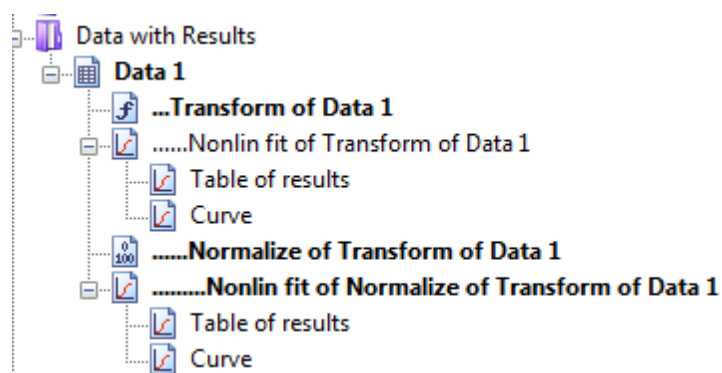 Data with Results
Data 1
...Transform of Data 1
......Nonlin fit of Transform of Data 1
Table of results
Curve
......Normalize of Transform of Data 1
.........Nonlin fit of Normalize of Transform of Data 1
Table of results
Curve